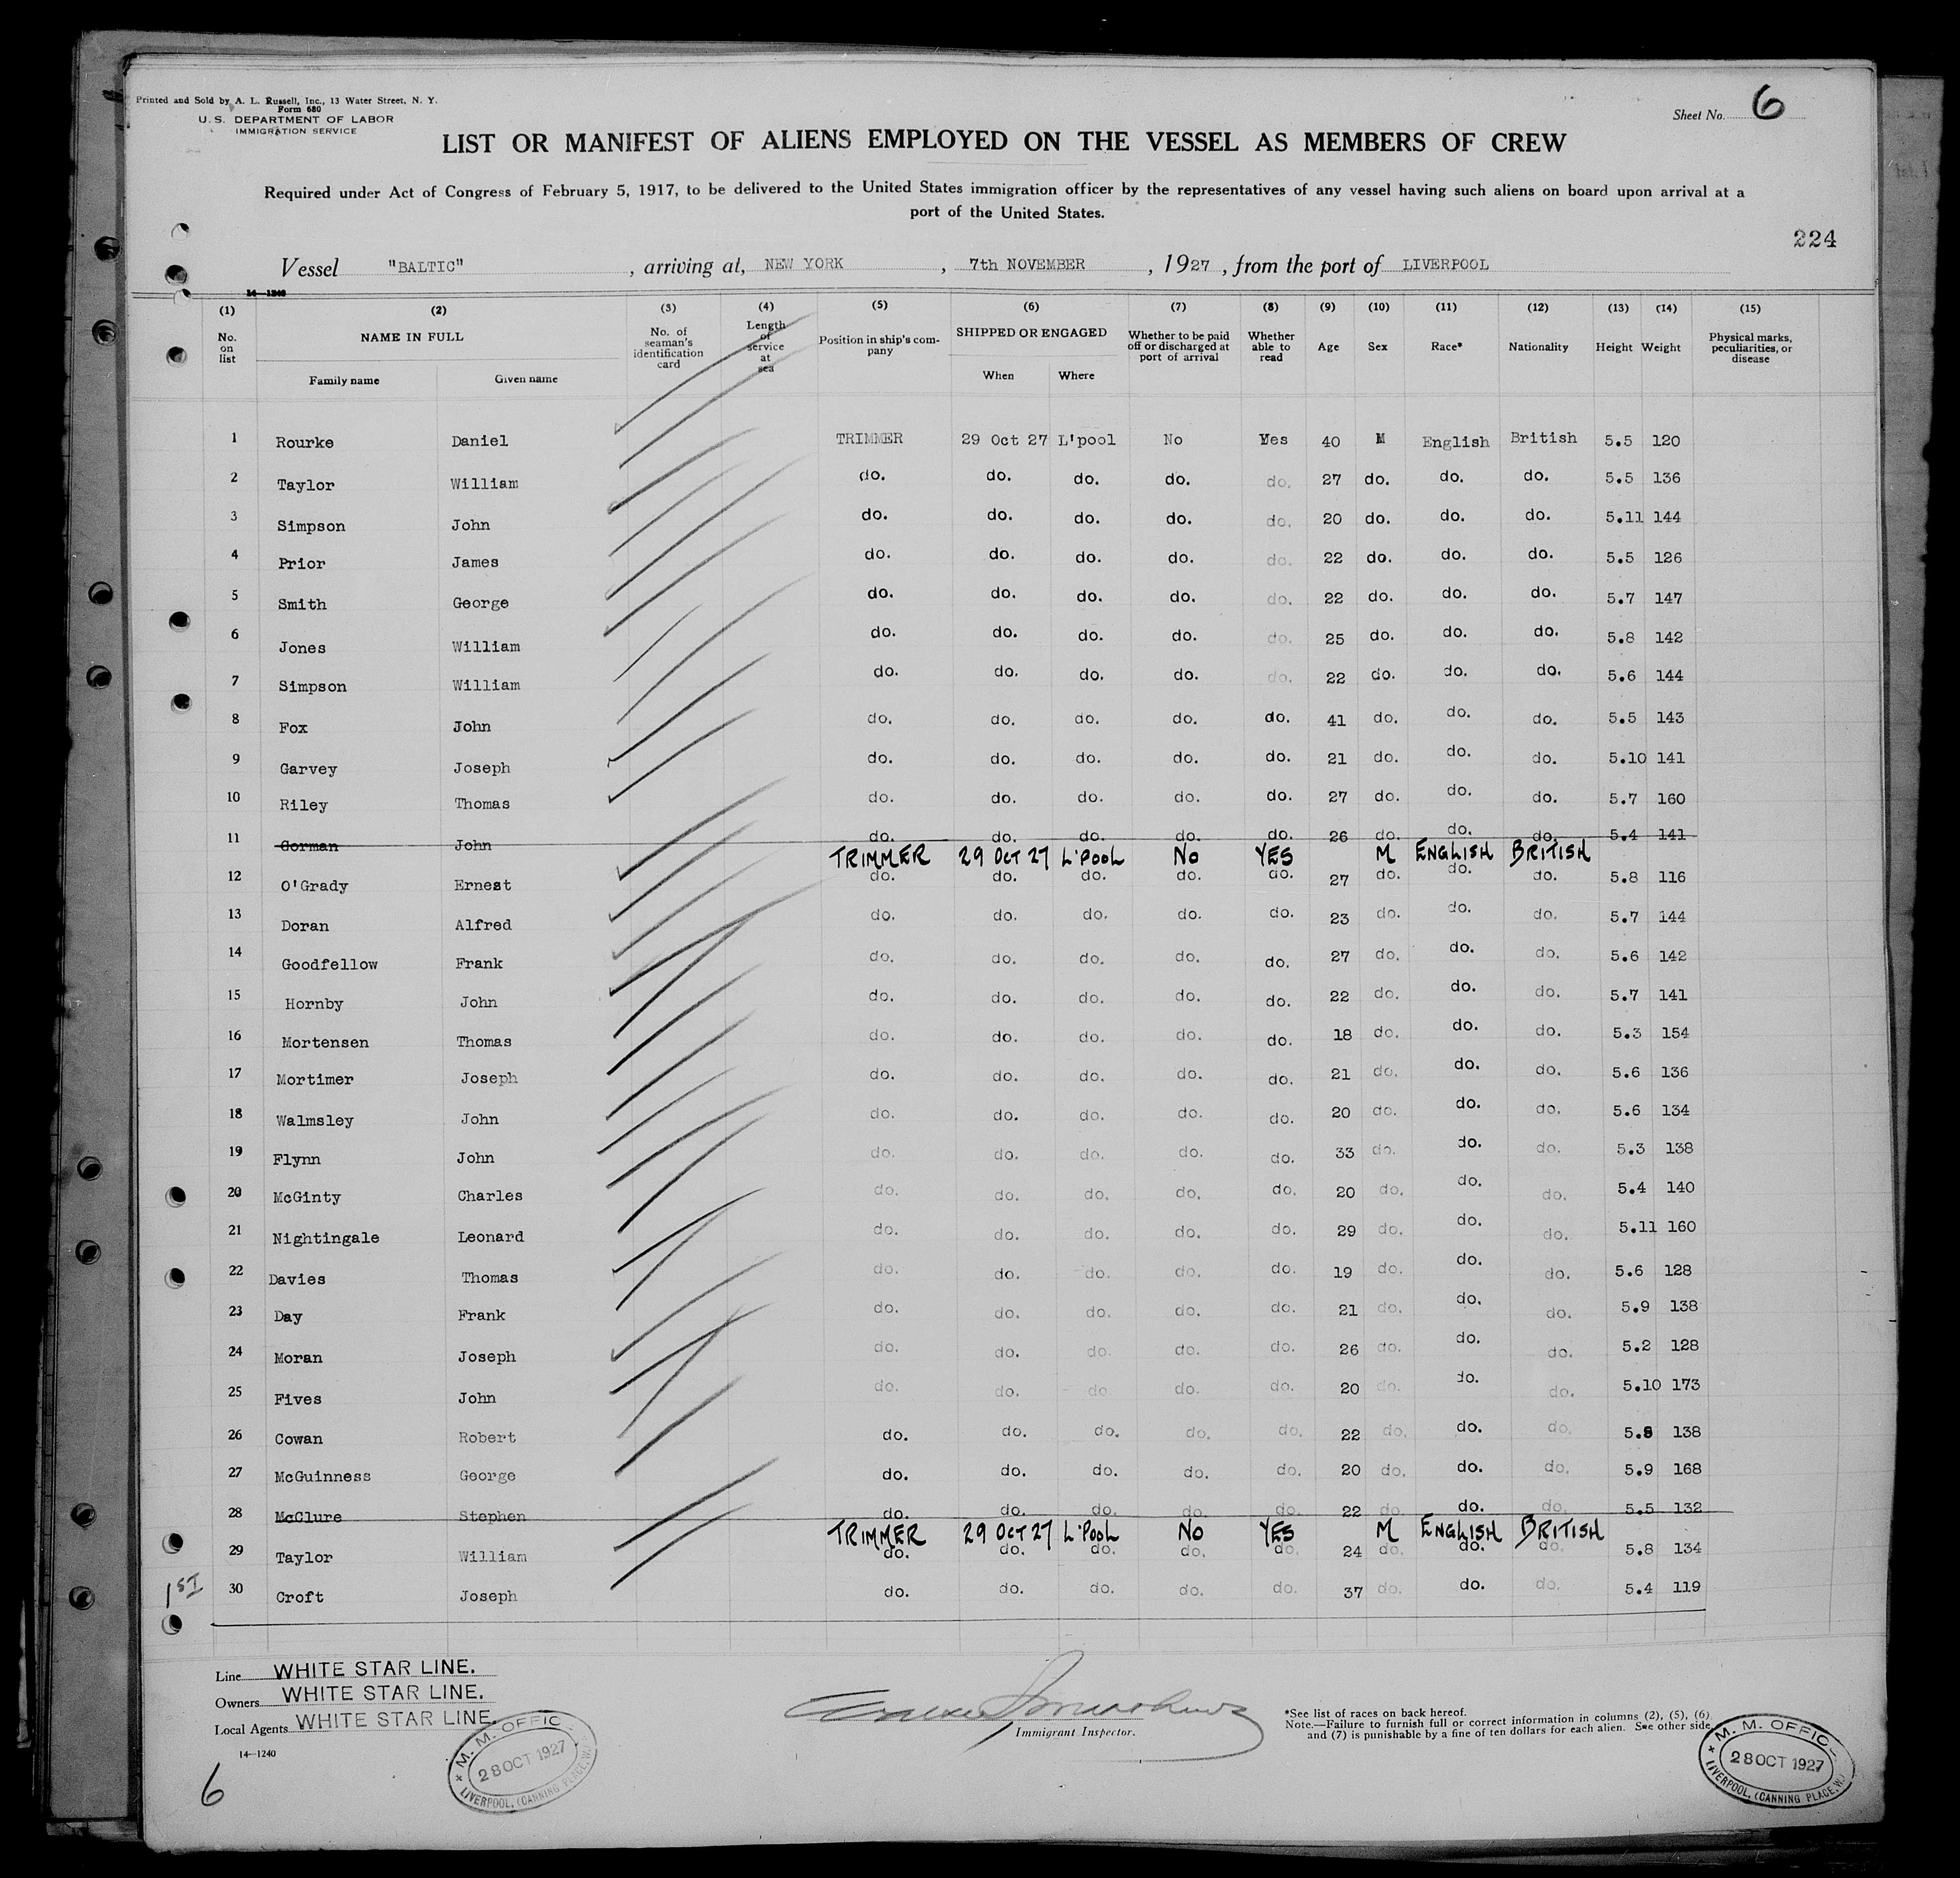 Printed and Sold by A. L. Russell, Inc., 13 Water Street, N. Y.
Form 680
U. S. DEPARTMENT OF LABOR
IMMIGRATION SERVICE
Sheet No. 6
LIST OR MANIFEST OF ALIENS EMPLOYED ON THE VESSEL AS MEMBERS OF CREW
Required under Act of Congress of February 5, 1917, to be delivered to the United States immigration officer by the representatives of any vessel having such aliens on board upon arrival at a
port of the United States.
224
Vessel "BALTIC", arriving at, NEW YORK, 7th NOVEMBER, 1927, from the port of LIVERPOOL
14—1240
(1) (2) (3) (4) (5) (6) (7) (8) (9) (10) (11) (12) (13) (14) (15)
No. on list NAME IN FULL Family name Given name No. of seaman's identification card Length of service at sea Position in ship's company SHIPPED OR ENGAGED When Where Whether to be paid off or discharged at port of arrival Whether able to read Age Sex Race* Nationality Height Weight Physical marks, peculiarities, or disease
1 Rourke Daniel TRIMMER 29 Oct 27 L'pool No Yes 40 M English British 5.5 120
2 Taylor William do. do. do. do. do. 27 do. do. do. 5.5 136
3 Simpson John do. do. do. do. do. 20 do. do. do. 5.11 144
4 Prior James do. do. do. do. do. 22 do. do. do. 5.5 126
5 Smith George do. do. do. do. do. 22 do. do. do. 5.7 147
6 Jones William do. do. do. do. do. 25 do. do. do. 5.8 142
7 Simpson William do. do. do. do. do. 22 do. do. do. 5.6 144
8 Fox John do. do. do. do. do. 41 do. do. do. 5.5 143
9 Garvey Joseph do. do. do. do. do. 21 do. do. do. 5.10 141
10 Riley Thomas do. do. do. do. do. 27 do. do. do. 5.7 160
11 Gorman John do. do. do. do. do. 26 do. do. do. 5.4 141
TRIMMER 29 OCT 27 L'POOL NO YES M ENGLISH BRITISH
12 O'Grady Ernest do. do. do. do. do. 27 do. do. do. 5.8 116
13 Doran Alfred do. do. do. do. do. 23 do. do. do. 5.7 144
14 Goodfellow Frank do. do. do. do. do. 27 do. do. do. 5.6 142
15 Hornby John do. do. do. do. do. 22 do. do. do. 5.7 141
16 Mortensen Thomas do. do. do. do. do. 18 do. do. do. 5.3 154
17 Mortimer Joseph do. do. do. do. do. 21 do. do. do. 5.6 136
18 Walmsley John do. do. do. do. do. 20 do. do. do. 5.6 134
19 Flynn John do. do. do. do. do. 33 do. do. do. 5.3 138
20 McGinty Charles do. do. do. do. do. 20 do. do. do. 5.4 140
21 Nightingale Leonard do. do. do. do. do. 29 do. do. do. 5.11 160
22 Davies Thomas do. do. do. do. do. 19 do. do. do. 5.6 128
23 Day Frank do. do. do. do. do. 21 do. do. do. 5.9 138
24 Moran Joseph do. do. do. do. do. 26 do. do. do. 5.2 128
25 Fives John do. do. do. do. do. 20 do. do. do. 5.10 173
26 Cowan Robert do. do. do. do. do. 22 do. do. do. 5.8 138
27 McGuinness George do. do. do. do. do. 20 do. do. do. 5.9 168
28 McClure Stephen do. do. do. do. do. 22 do. do. do. 5.5 132
TRIMMER 29 OCT 27 L'POOL NO YES M ENGLISH BRITISH
29 Taylor William do. do. do. do. do. 24 do. do. do. 5.8 134
1ST 30 Croft Joseph do. do. do. do. do. 37 do. do. do. 5.4 119
Line WHITE STAR LINE.
Owners WHITE STAR LINE.
Local Agents WHITE STAR LINE.
14—1240
Immigrant Inspector.
*See list of races on back hereof.
Note.—Failure to furnish full or correct information in columns (2), (5), (6)
and (7) is punishable by a fine of ten dollars for each alien. See other side.
M. M. OFFICE
28 OCT 1927
LIVERPOOL, (CANNING PLACE, W.)
M. M. OFFICE
28 OCT 1927
LIVERPOOL, (CANNING PLACE, W.)
6